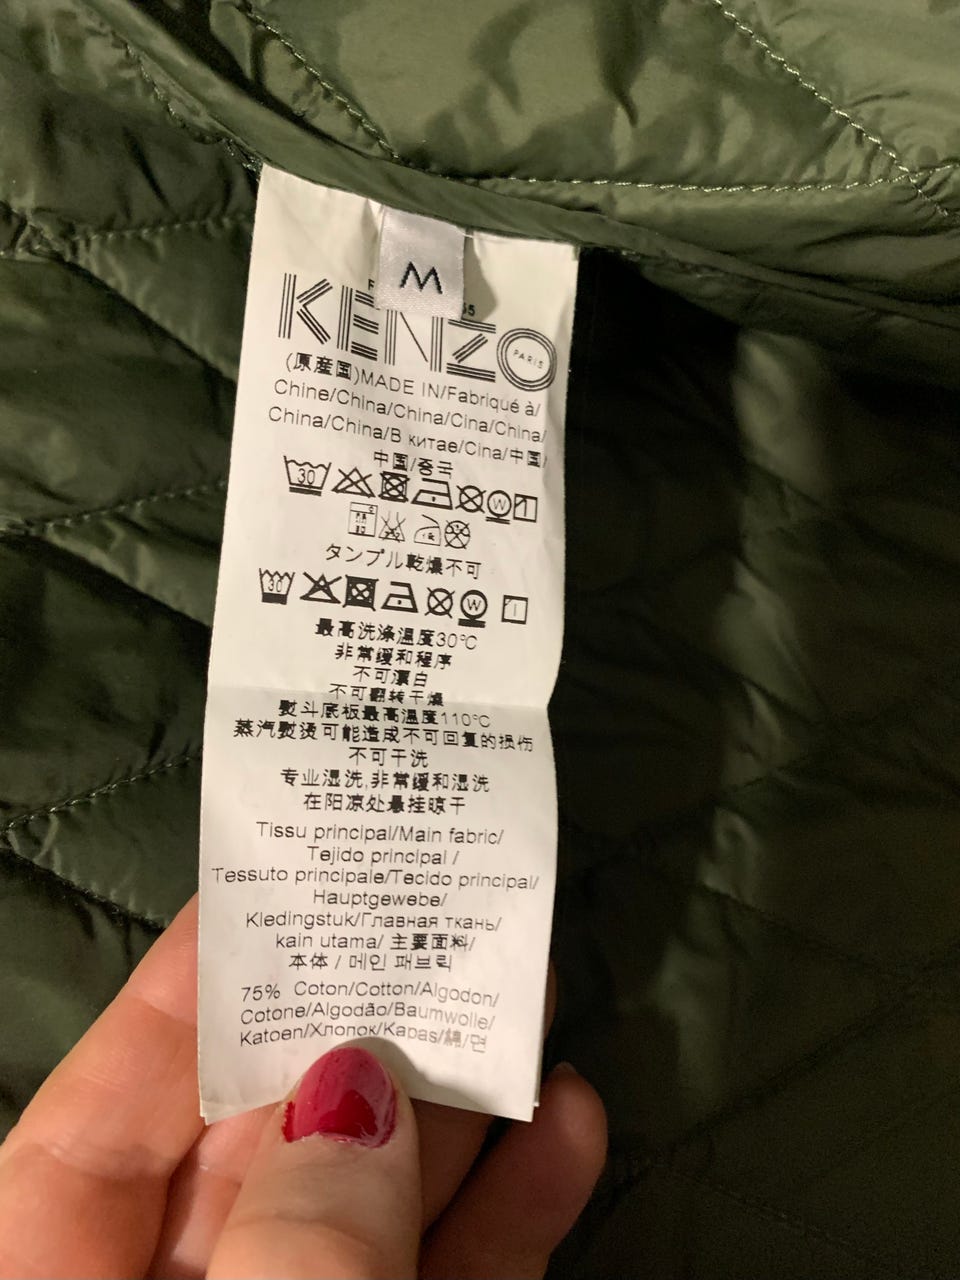 M
KENZO
PARIS
(原産国)MADE IN/Fabriqué à/
Chine/China/China/Cina/China/
China/China/В китае/Cina/中国/
中国/중국
30 W
タンブル乾燥不可
30 W
最高洗涤温度30°C
非常缓和程序
不可漂白
不可翻转干燥
熨斗底板最高温度110°C
蒸汽熨烫可能造成不可回复的损伤
不可干洗
专业湿洗,非常缓和湿洗
在阳凉处悬挂晾干
Tissu principal/Main fabric/
Tejido principal /
Tessuto principale/Tecido principal/
Hauptgewebe/
Kledingstuk/Главная ткань/
kain utama/ 主要面料/
本体 / 메인 패브릭
75% Coton/Cotton/Algodon/
Cotone/Algodão/Baumwolle/
Katoen/Хлопок/Kapas/綿/면